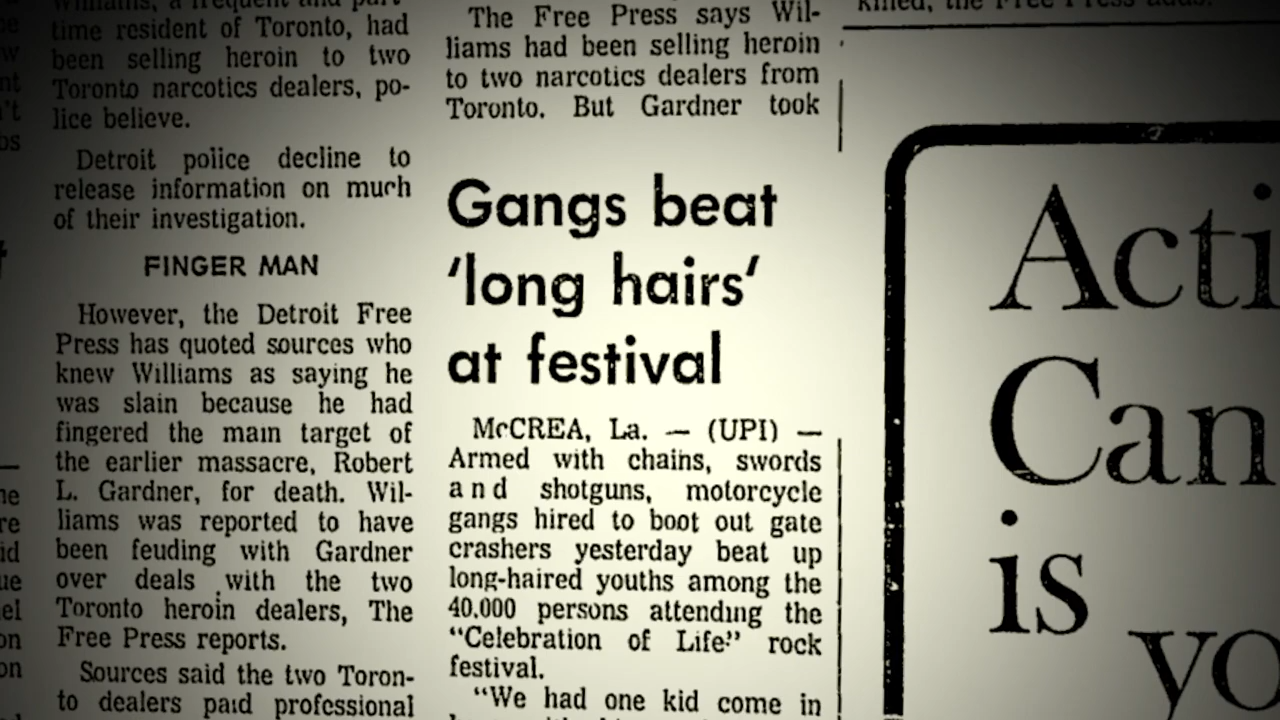 Williams, a frequent and part-
time resident of Toronto, had
been selling heroin to two
Toronto narcotics dealers, po-
lice believe.
Detroit police decline to
release information on much
of their investigation.
FINGER MAN
However, the Detroit Free
Press has quoted sources who
knew Williams as saying he
was slain because he had
fingered the main target of
the earlier massacre, Robert
L. Gardner, for death. Wil-
liams was reported to have
been feuding with Gardner
over deals with the two
Toronto heroin dealers, The
Free Press reports.
Sources said the two Toron-
to dealers paid professional
The Free Press says Wil-
liams had been selling heroin
to two narcotics dealers from
Toronto. But Gardner took
Gangs beat
'long hairs'
at festival
McCREA, La. — (UPI) —
Armed with chains, swords
and shotguns, motorcycle
gangs hired to boot out gate
crashers yesterday beat up
long-haired youths among the
40,000 persons attending the
"Celebration of Life" rock
festival.
"We had one kid come in
killed, the Free Press adds.
Acti
Can
is
yo